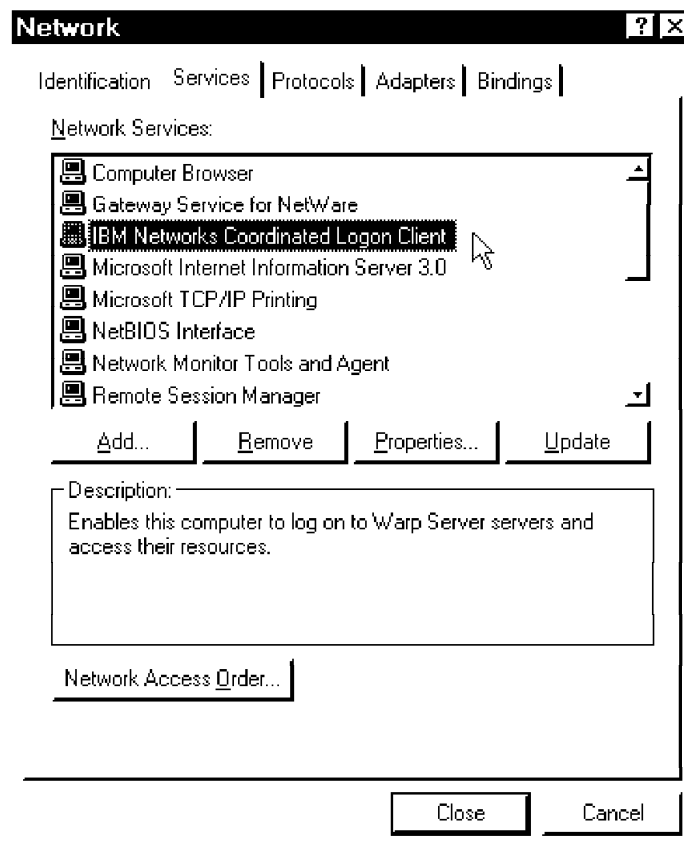 Network
Identification Services Protocols Adapters Bindings
Network Services:
Computer Browser
Gateway Service for NetWare
IBM Networks Coordinated Logon Client
Microsoft Internet Information Server 3.0
Microsoft TCP/IP Printing
NetBIOS Interface
Network Monitor Tools and Agent
Remote Session Manager
Add... Remove Properties... Update
Description:
Enables this computer to log on to Warp Server servers and
access their resources.
Network Access Order...
Close Cancel